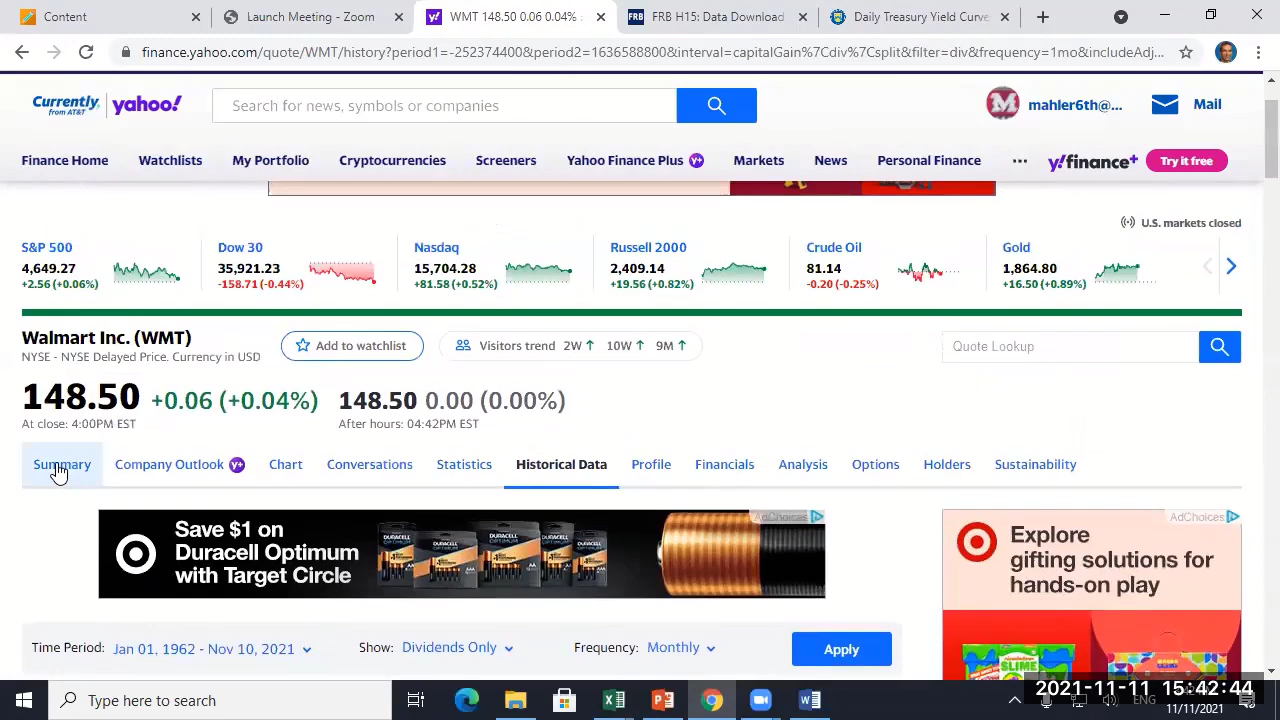 Content
Launch Meeting - Zoom
WMT 148.50 0.06 0.04%
FRB
FRB H15: Data Download
Daily Treasury Yield Curve
finance.yahoo.com/quote/WMT/history?period1=-252374400&period2=1636588800&interval=capitalGain%7Cdiv%7Csplit&filter=div&frequency=1mo&includeAdj...
Currently,
from AT&T
yahoo!
Search for news, symbols or companies
M
mahler6th@...
Mail
Finance Home
Watchlists
My Portfolio
Cryptocurrencies
Screeners
Yahoo Finance Plus
Y+
Markets
News
Personal Finance
...
y!finance+
Try it free
U.S. markets closed
S&P 500
4,649.27
+2.56 (+0.06%)
Dow 30
35,921.23
-158.71 (-0.44%)
Nasdaq
15,704.28
+81.58 (+0.52%)
Russell 2000
2,409.14
+19.56 (+0.82%)
Crude Oil
81.14
-0.20 (-0.25%)
Gold
1,864.80
+16.50 (+0.89%)
Walmart Inc. (WMT)
NYSE - NYSE Delayed Price. Currency in USD
Add to watchlist
Visitors trend 2W ↑ 10W ↑ 9M ↑
Quote Lookup
148.50 +0.06 (+0.04%)
At close: 4:00PM EST
148.50 0.00 (0.00%)
After hours: 04:42PM EST
Summary
Company Outlook
Y+
Chart
Conversations
Statistics
Historical Data
Profile
Financials
Analysis
Options
Holders
Sustainability
AdChoices
Save $1 on
Duracell Optimum
with Target Circle
AdChoices
Explore
gifting solutions for
hands-on play
SLIME
Time Period: Jan 01, 1962 - Nov 10, 2021
Show: Dividends Only
Frequency: Monthly
Apply
Type here to search
ENG
2021-11-11 15:42:44
11/11/2021